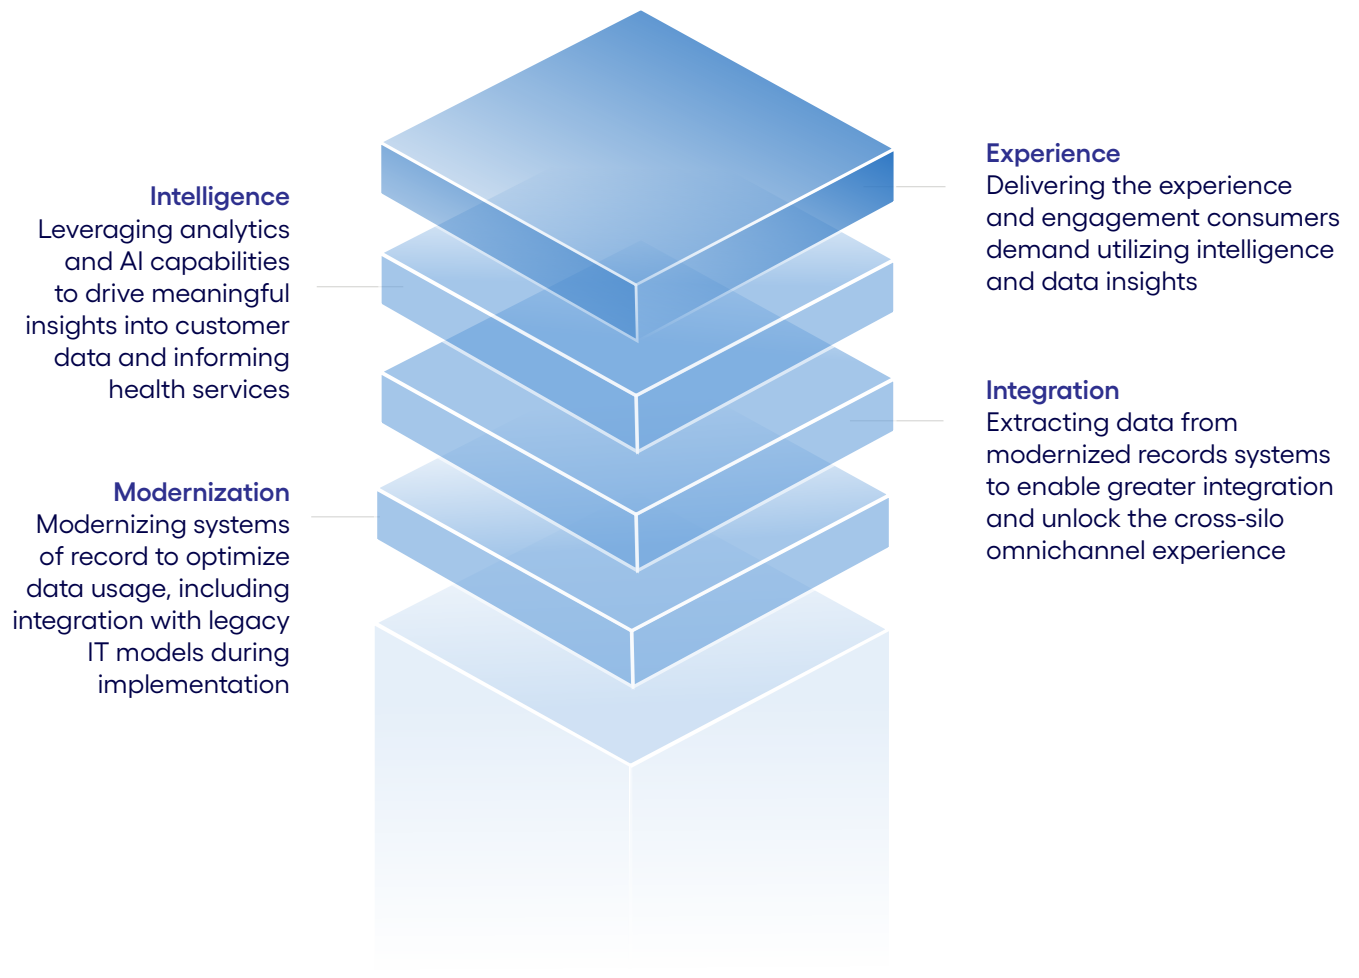 Intelligence
Leveraging analytics
and AI capabilities
to drive meaningful
insights into customer
data and informing
health services
Modernization
Modernizing systems
of record to optimize
data usage, including
integration with legacy
IT models during
implementation
Experience
Delivering the experience
and engagement consumers
demand utilizing intelligence
and data insights
Integration
Extracting data from
modernized records systems
to enable greater integration
and unlock the cross-silo
omnichannel experience